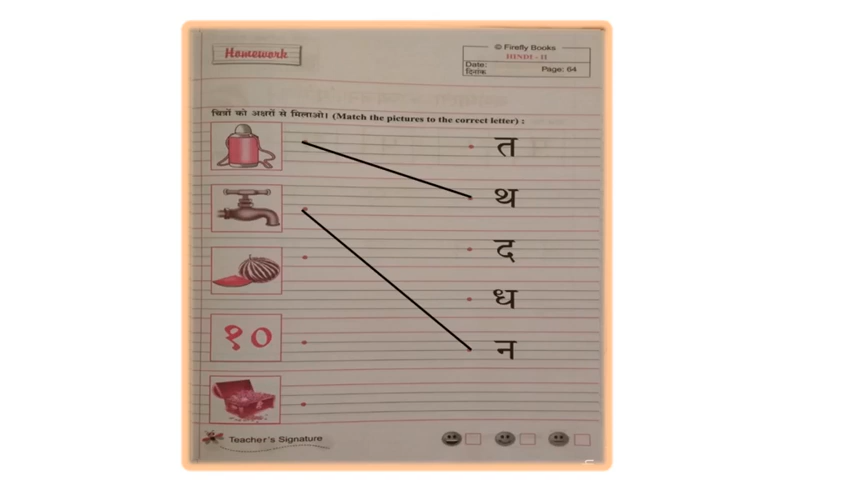 Homework
© Firefly Books
HINDI - II
Date:
दिनांक
Page: 64
चित्रों को अक्षरों से मिलाओ। (Match the pictures to the correct letter) :
त
थ
द
ध
न
१०
Teacher's Signature